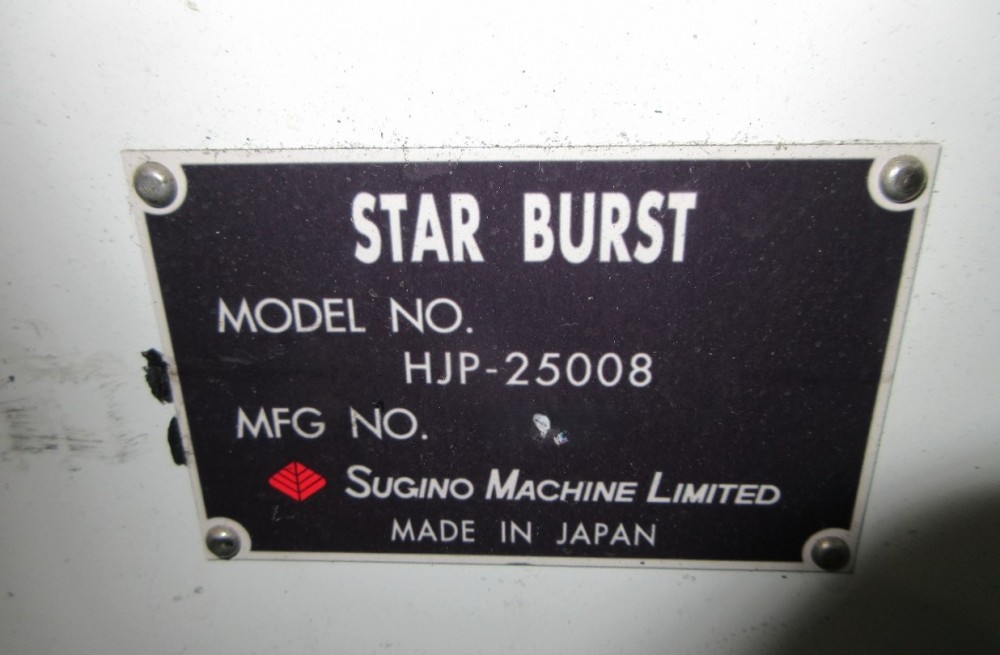 STAR BURST
MODEL NO.
HJP-25008
MFG NO.
SUGINO MACHINE LIMITED
MADE IN JAPAN